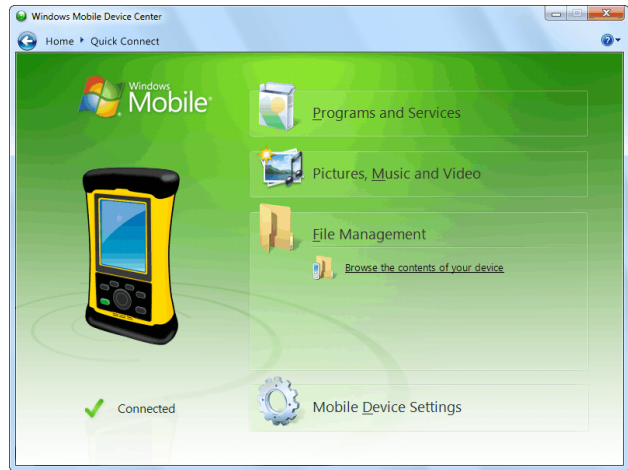 Windows Mobile Device Center
Home Quick Connect
Windows
Mobile
Programs and Services
Pictures, Music and Video
File Management
Browse the contents of your device
Connected
Mobile Device Settings